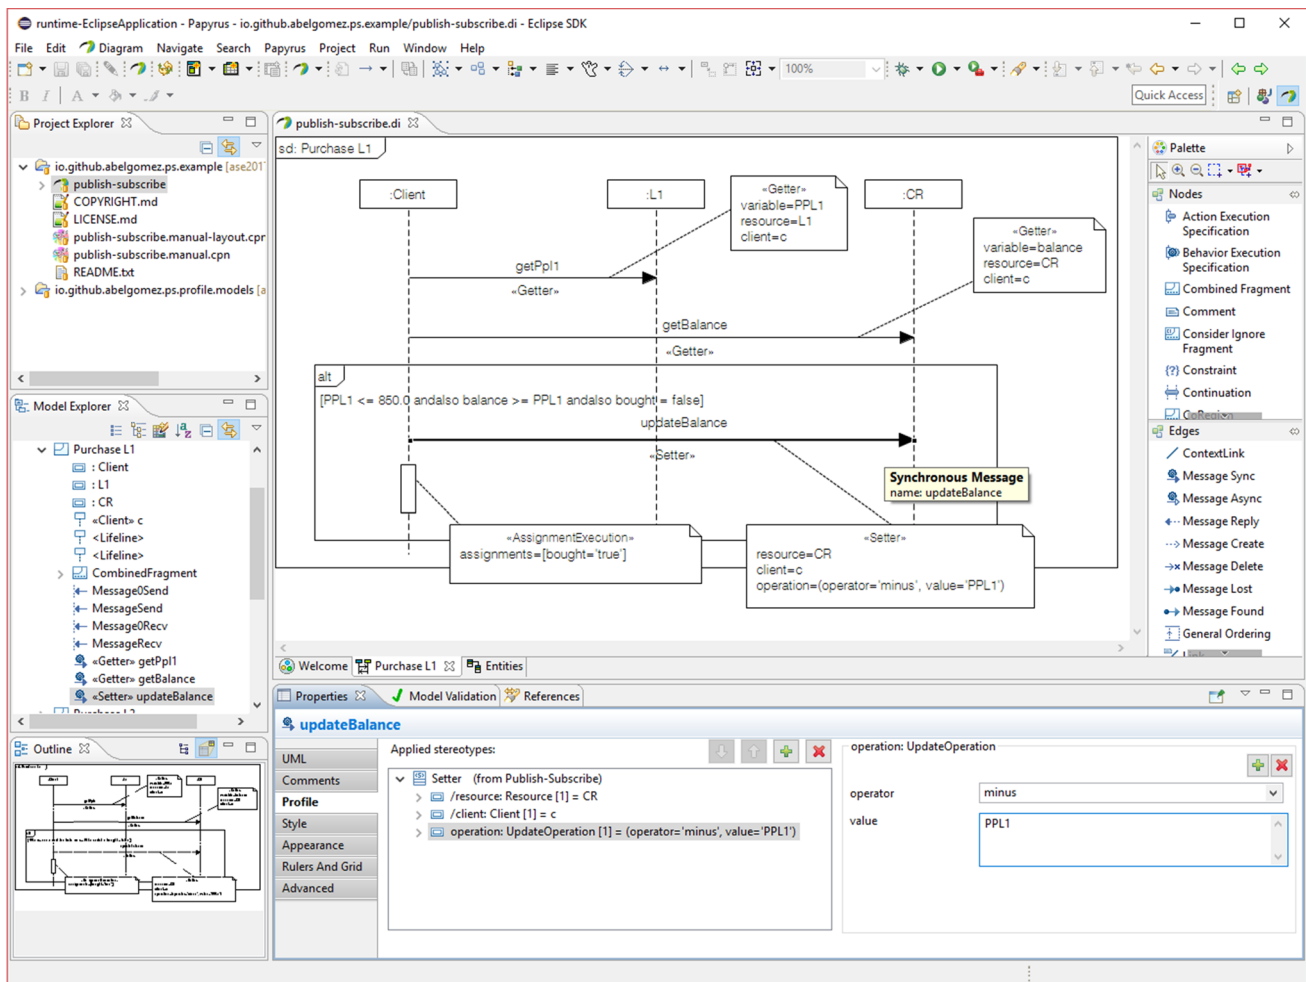 runtime-EclipseApplication - Papyrus - io.github.abelgomez.ps.example/publish-subscribe.di - Eclipse SDK
File Edit Diagram Navigate Search Papyrus Project Run Window Help
100%
B I A
Quick Access
Project Explorer
io.github.abelgomez.ps.example [ase201
publish-subscribe
COPYRIGHT.md
LICENSE.md
publish-subscribe.manual-layout.cpn
publish-subscribe.manual.cpn
README.txt
io.github.abelgomez.ps.profile.models [a
Model Explorer
Purchase L1
: Client
: L1
: CR
«Client» c
<Lifeline>
<Lifeline>
CombinedFragment
Message0Send
MessageSend
Message0Recv
MessageRecv
«Getter» getPpl1
«Getter» getBalance
«Setter» updateBalance
Outline
publish-subscribe.di
sd: Purchase L1
:Client
:L1
:CR
«Getter»
variable=PPL1
resource=L1
client=c
«Getter»
variable=balance
resource=CR
client=c
getPpl1
«Getter»
getBalance
«Getter»
alt
[PPL1 <= 850.0 andalso balance >= PPL1 andalso bought = false]
updateBalance
«Setter»
Synchronous Message
name: updateBalance
«AssignmentExecution»
assignments=[bought='true']
«Setter»
resource=CR
client=c
operation=(operator='minus', value='PPL1')
Welcome Purchase L1 Entities
Palette
Nodes
Action Execution
Specification
Behavior Execution
Specification
Combined Fragment
Comment
Consider Ignore
Fragment
Constraint
Continuation
CoRegion
Edges
ContextLink
Message Sync
Message Async
Message Reply
Message Create
Message Delete
Message Lost
Message Found
General Ordering
Properties Model Validation References
updateBalance
UML
Comments
Profile
Style
Appearance
Rulers And Grid
Advanced
Applied stereotypes:
Setter (from Publish-Subscribe)
/resource: Resource [1] = CR
/client: Client [1] = c
operation: UpdateOperation [1] = (operator='minus', value='PPL1')
operation: UpdateOperation
operator
minus
value
PPL1